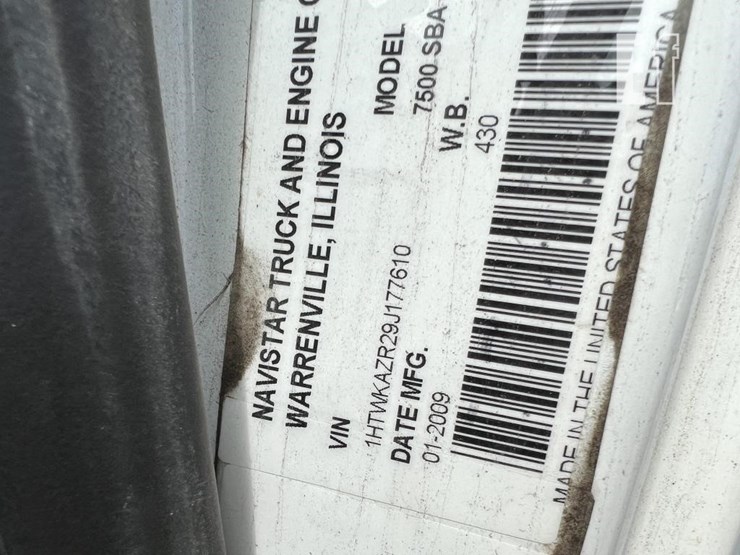 NAVISTAR TRUCK AND ENGINE
WARRENVILLE, ILLINOIS
VIN
MODEL
1HTWKAZR29J177610
7500 SBA
DATE MFG.
W.B.
01-2009
430
MADE IN THE UNITED STATES OF AMERICA